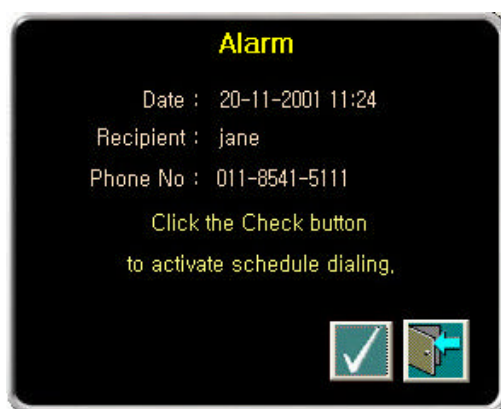 Alarm
Date : 20-11-2001 11:24
Recipient : jane
Phone No : 011-8541-5111
Click the Check button
to activate schedule dialing,